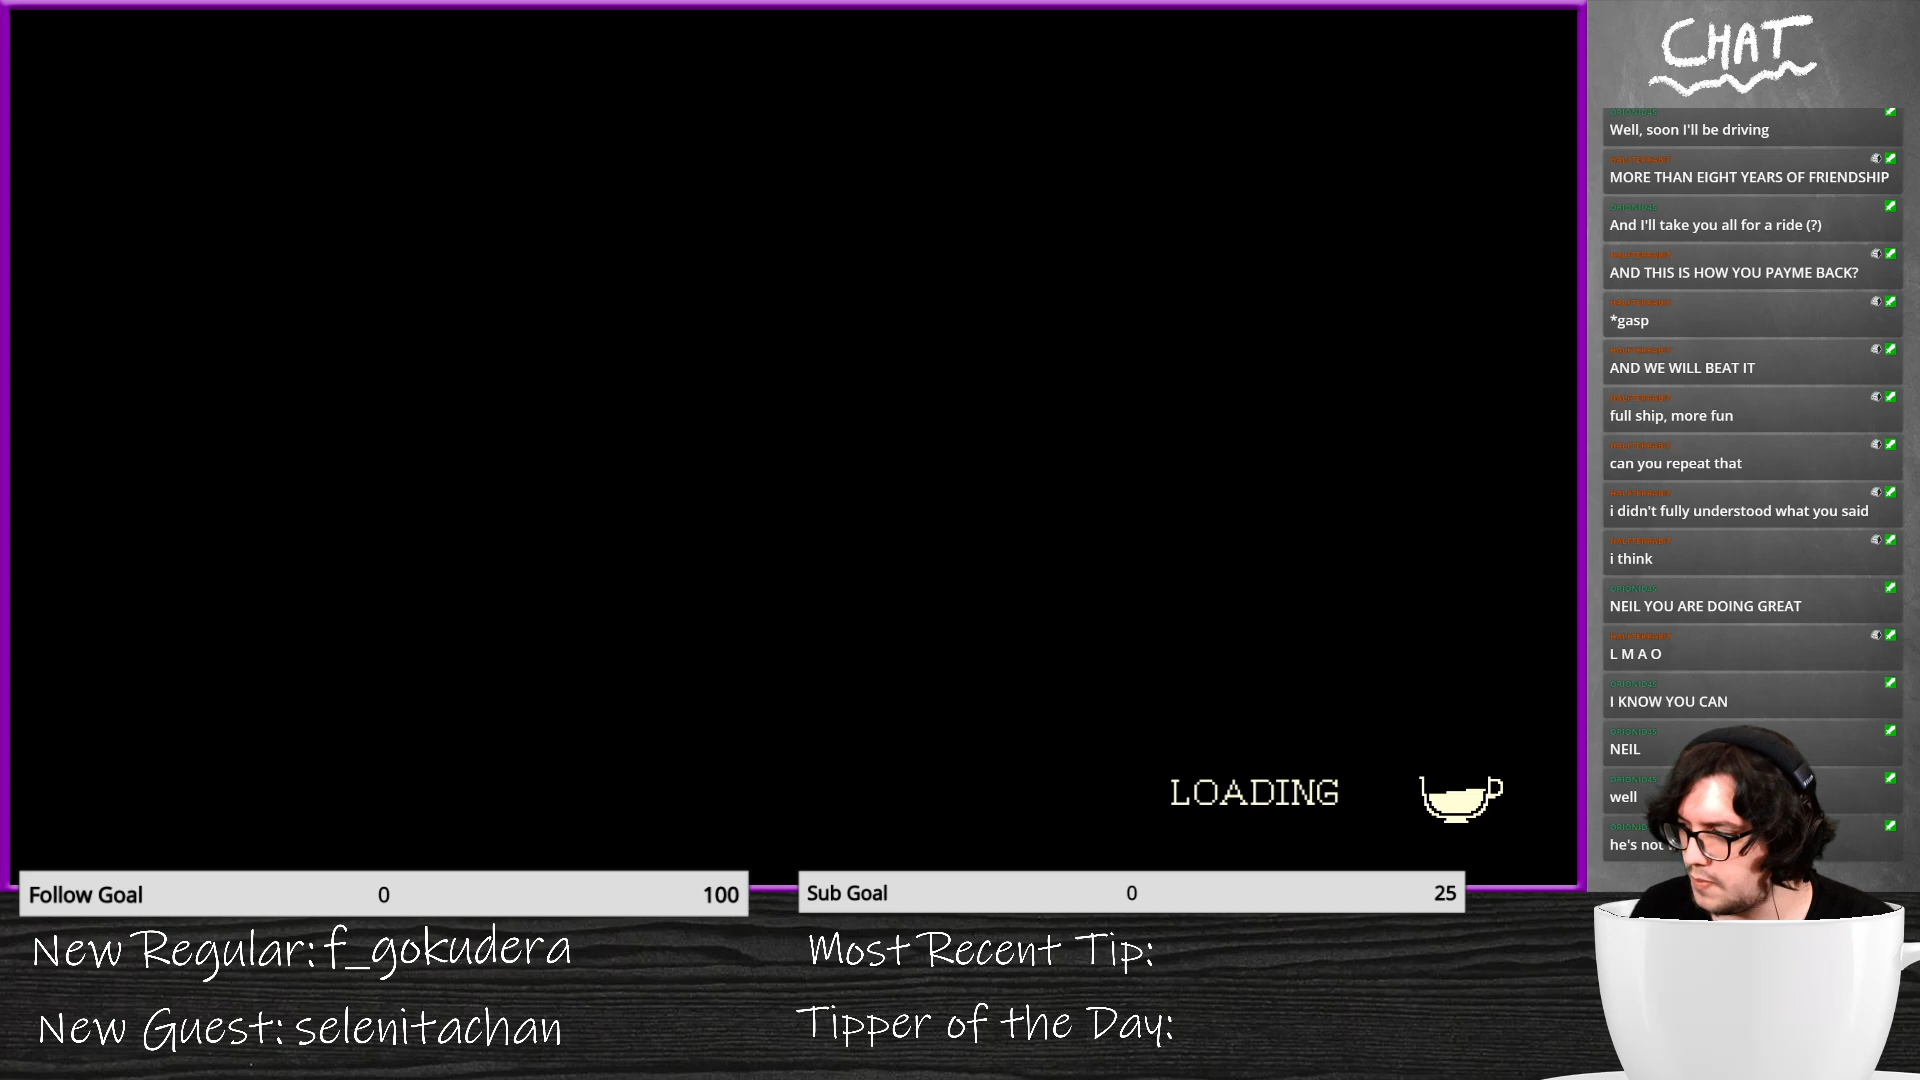 CHAT
Well, soon I'll be driving
MORE THAN EIGHT YEARS OF FRIENDSHIP
ORION1045
And I'll take you all for a ride (?)
AND THIS IS HOW YOU PAYME BACK?
*gasp
AND WE WILL BEAT IT
full ship, more fun
can you repeat that
i didn't fully understood what you said
i think
NEIL YOU ARE DOING GREAT
L M A O
I KNOW YOU CAN
NEIL
well
he's not
LOADING
Follow Goal 0 100
Sub Goal 0 25
New Regular: f_gokudera
Most Recent Tip:
New Guest: selenitachan
Tipper of the Day: